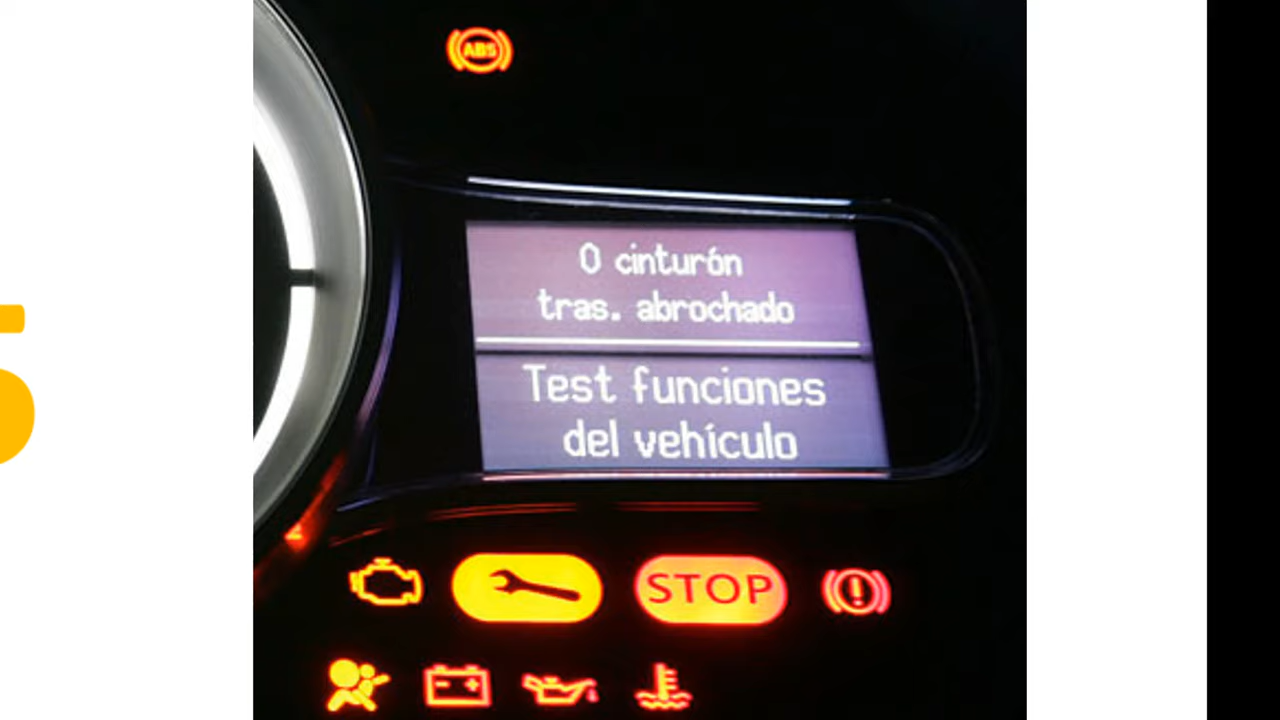 ABS
0 cinturón
tras. abrochado
Test funciones
del vehículo
STOP